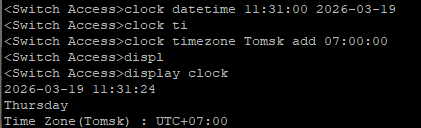 <Switch Access>clock datetime 11:31:00 2026-03-19
<Switch Access>clock ti
<Switch Access>clock timezone Tomsk add 07:00:00
<Switch Access>displ
<Switch Access>display clock
2026-03-19 11:31:24
Thursday
Time Zone(Tomsk) : UTC+07:00